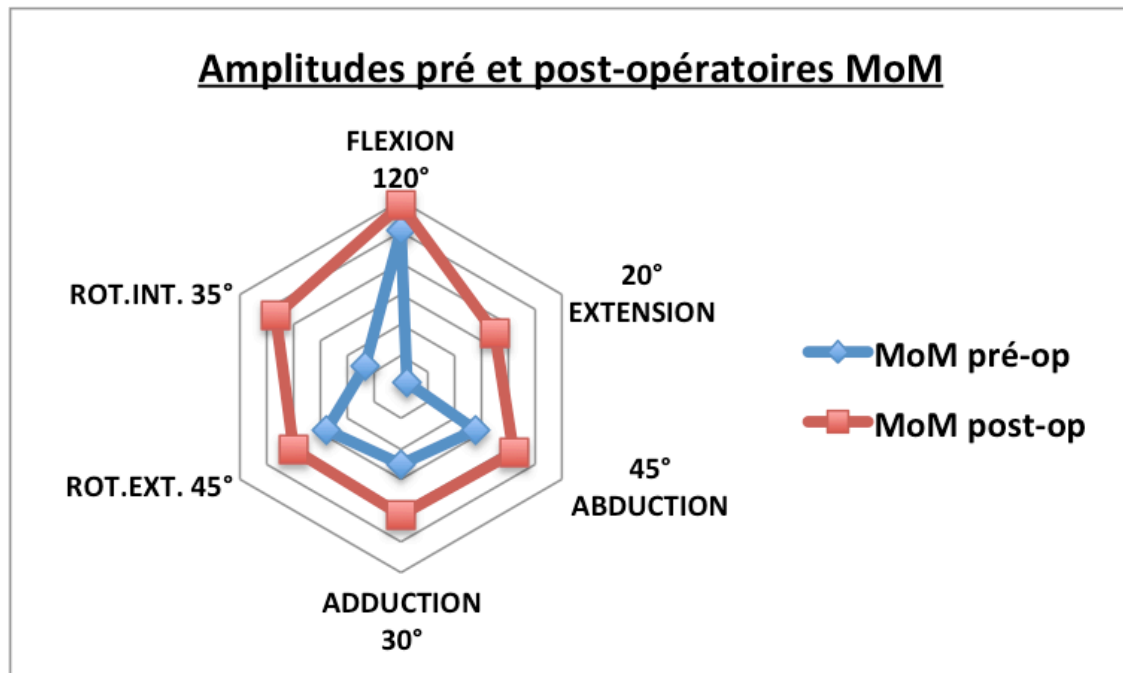 Amplitudes pré et post-opératoires MoM
FLEXION
120°
20°
EXTENSION
45°
ABDUCTION
ADDUCTION
30°
ROT.EXT. 45°
ROT.INT. 35°
MoM pré-op
MoM post-op